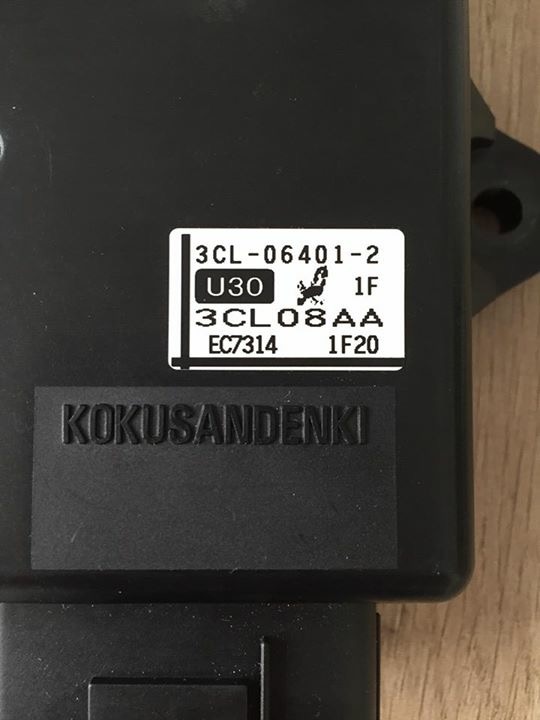 3CL-06401-2
U30 1F
3CL08AA
EC7314 1F20
KOKUSANDENKI